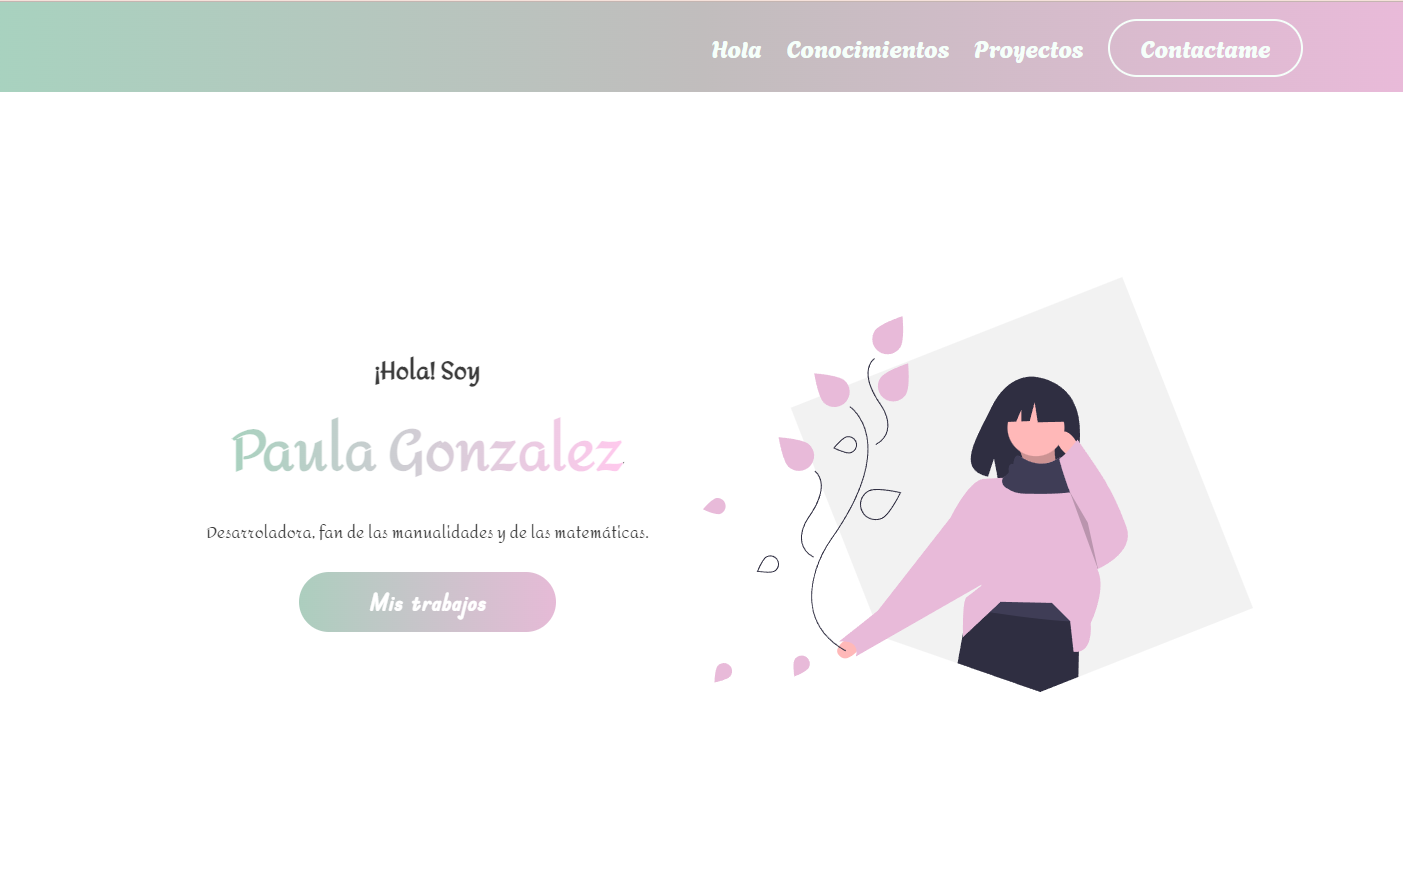 Hola Conocimientos Proyectos Contactame
¡Hola! Soy
Paula Gonzalez.
Desarroladora, fan de las manualidades y de las matemáticas.
Mis trabajos